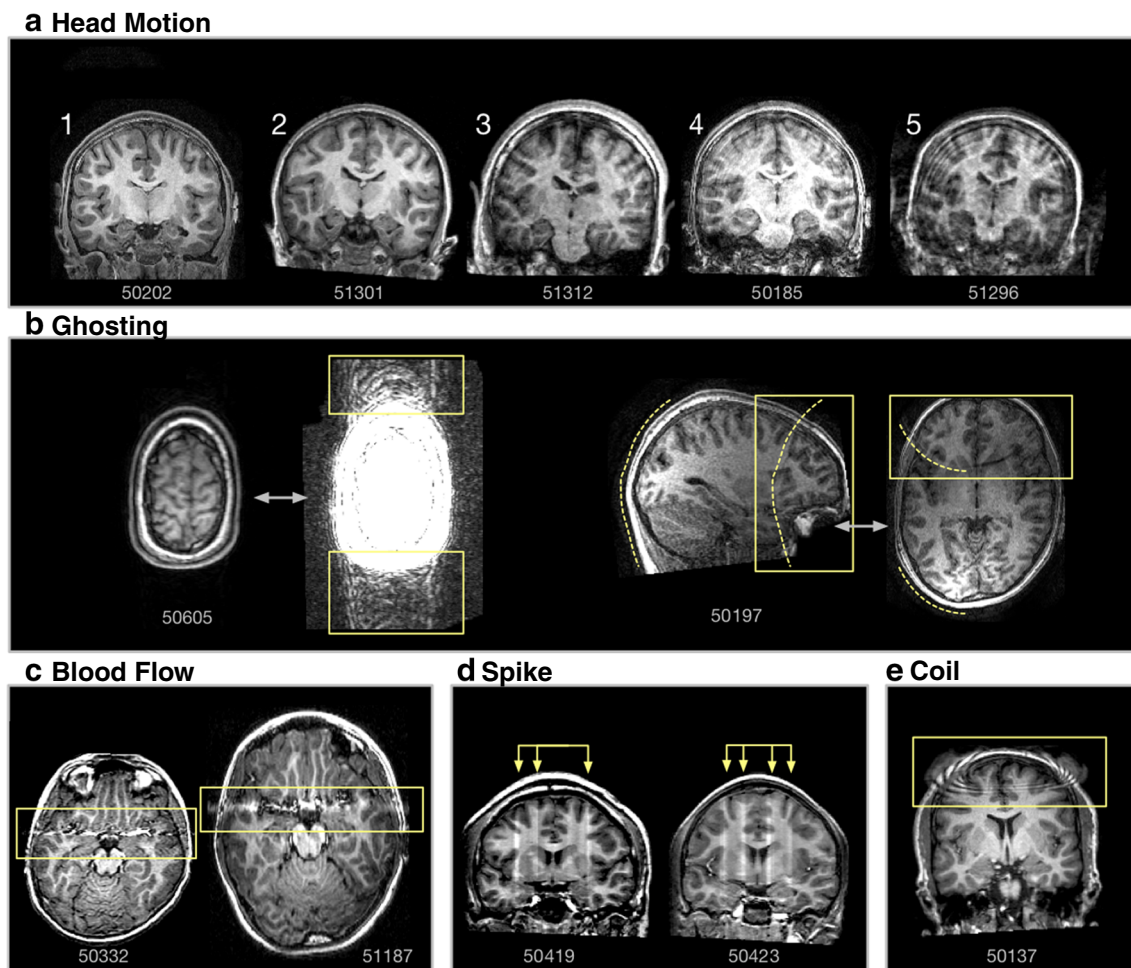 a Head Motion
1 2 3 4 5
50202 51301 51312 50185 51296
b Ghosting
50605 50197
c Blood Flow
50332 51187
d Spike
50419 50423
e Coil
50137